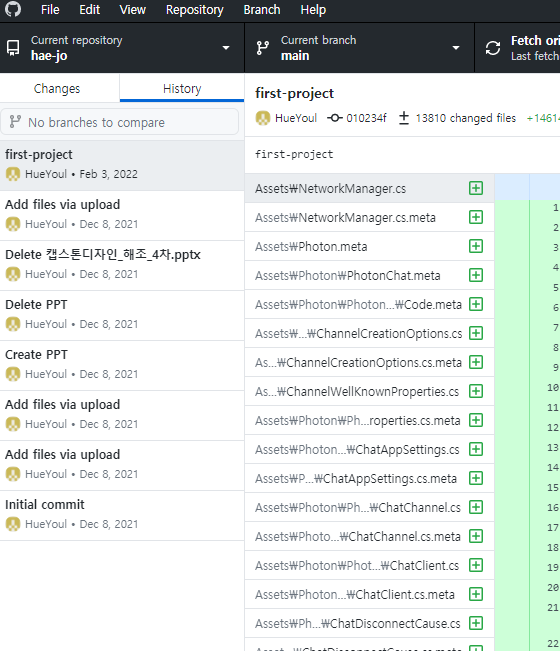 File Edit View Repository Branch Help
Current repository
hae-jo
Current branch
main
Fetch ori
Last fetch
Changes
History
No branches to compare
first-project
HueYoul • Feb 3, 2022
Add files via upload
HueYoul • Dec 8, 2021
Delete 캡스톤디자인_해조_4차.pptx
HueYoul • Dec 8, 2021
Delete PPT
HueYoul • Dec 8, 2021
Create PPT
HueYoul • Dec 8, 2021
Add files via upload
HueYoul • Dec 8, 2021
Add files via upload
HueYoul • Dec 8, 2021
Initial commit
HueYoul • Dec 8, 2021
first-project
HueYoul 010234f 13810 changed files +1461
first-project
Assets₩NetworkManager.cs
Assets₩NetworkManager.cs.meta
Assets₩Photon.meta
Assets₩Photon₩PhotonChat.meta
Assets₩Photon₩Photon...₩Code.meta
Assets₩...₩ChannelCreationOptions.cs
As...₩ChannelCreationOptions.cs.meta
As...₩ChannelWellKnownProperties.cs
Assets₩Photon₩Ph...roperties.cs.meta
Assets₩Photon...₩ChatAppSettings.cs
Assets₩P...₩ChatAppSettings.cs.meta
Assets₩Photon₩Ph...₩ChatChannel.cs
Assets₩Photo...₩ChatChannel.cs.meta
Assets₩Photon₩Phot...₩ChatClient.cs
Assets₩Photon...₩ChatClient.cs.meta
Assets₩Ph...₩ChatDisconnectCause.cs
Asset...₩ChatDisconnectCause.cs.meta
1
2
3
4
5
6
7
8
9
10
11
12
13
14
15
16
17
18
19
20
21
22